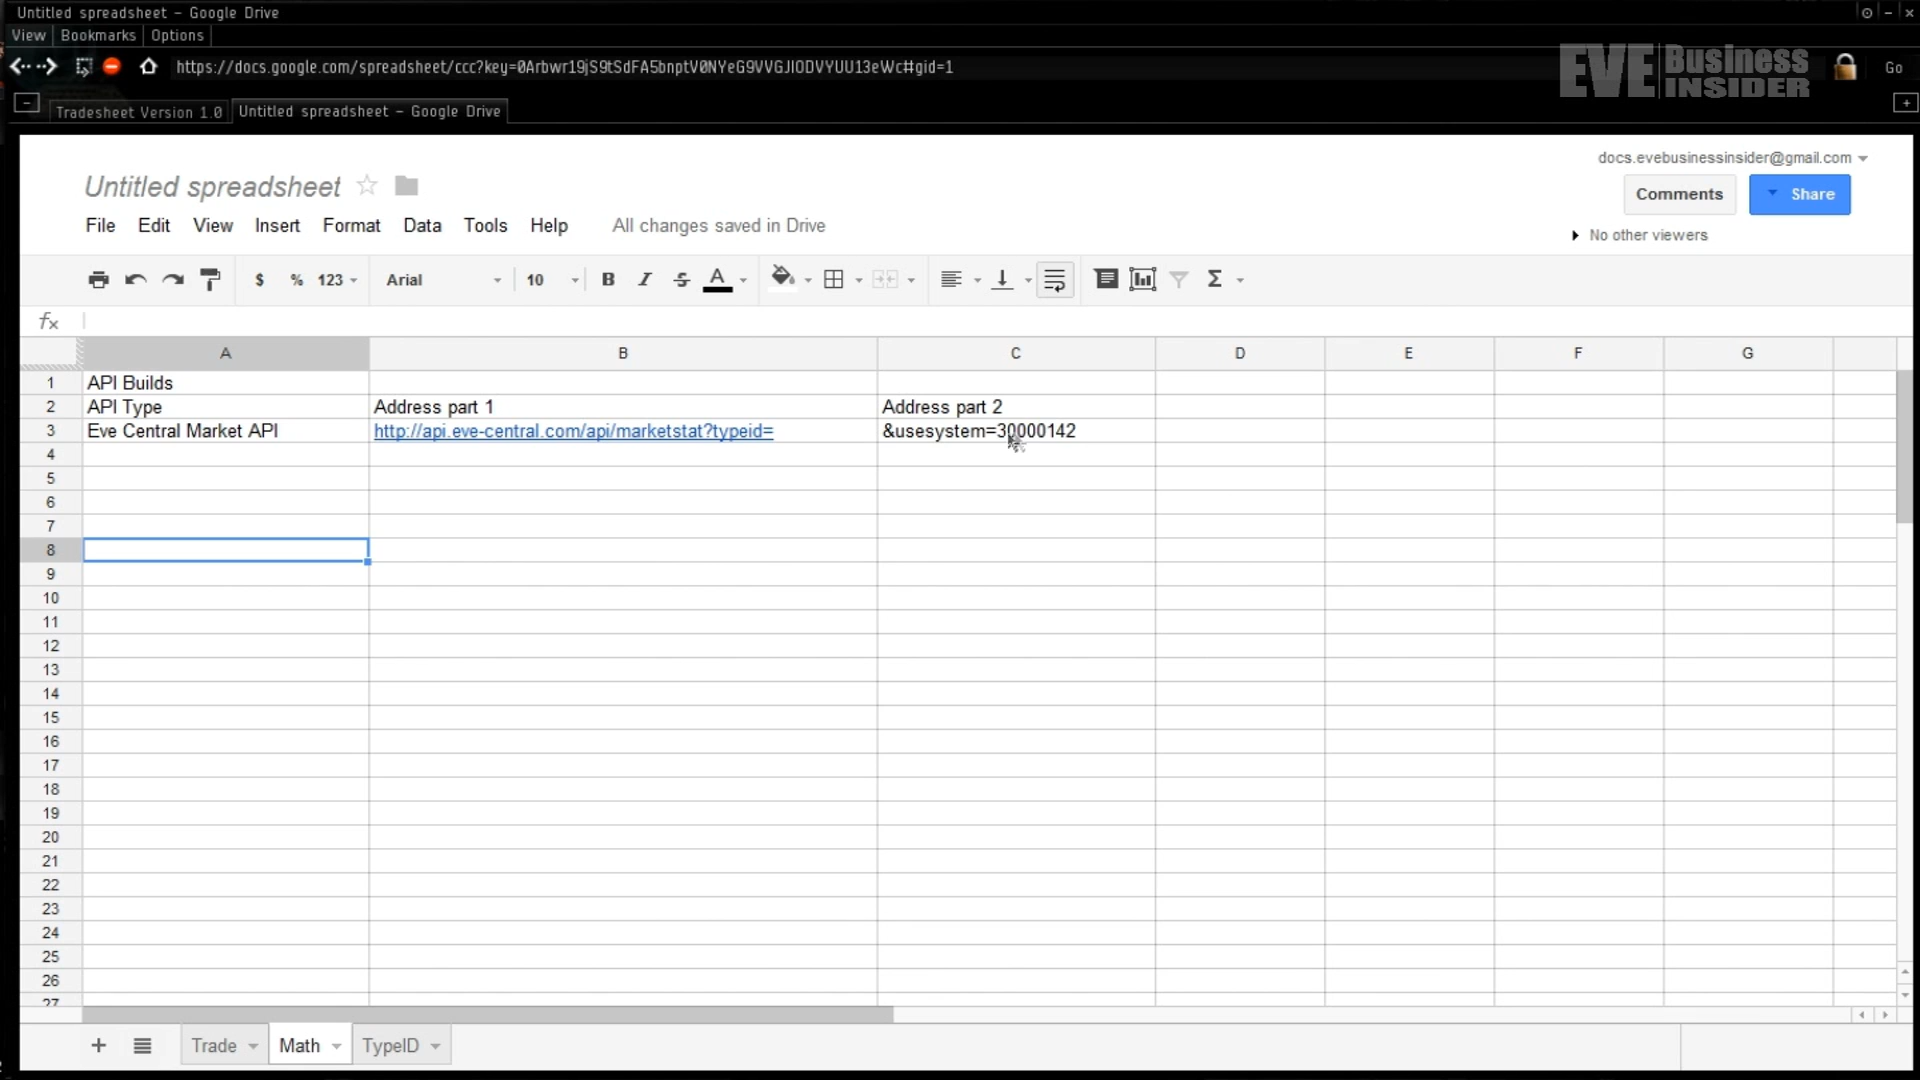 Untitled spreadsheet – Google Drive
View Bookmarks Options
https://docs.google.com/spreadsheet/ccc?key=0Arbwr19jS9tSdFA5bnptV0NYeG9VVGJIODVYUU13eWc#gid=1
Go
EVE Business INSIDER
Tradesheet Version 1.0 Untitled spreadsheet – Google Drive
docs.evebusinessinsider@gmail.com
Untitled spreadsheet
Comments Share
File Edit View Insert Format Data Tools Help All changes saved in Drive
No other viewers
$ % 123 Arial 10 B I S A Σ
fx
A B C D E F G
1 API Builds
2 API Type Address part 1 Address part 2
3 Eve Central Market API http://api.eve-central.com/api/marketstat?typeid= &usesystem=30000142
4
5
6
7
8
9
10
11
12
13
14
15
16
17
18
19
20
21
22
23
24
25
26
27
+ Trade Math TypeID